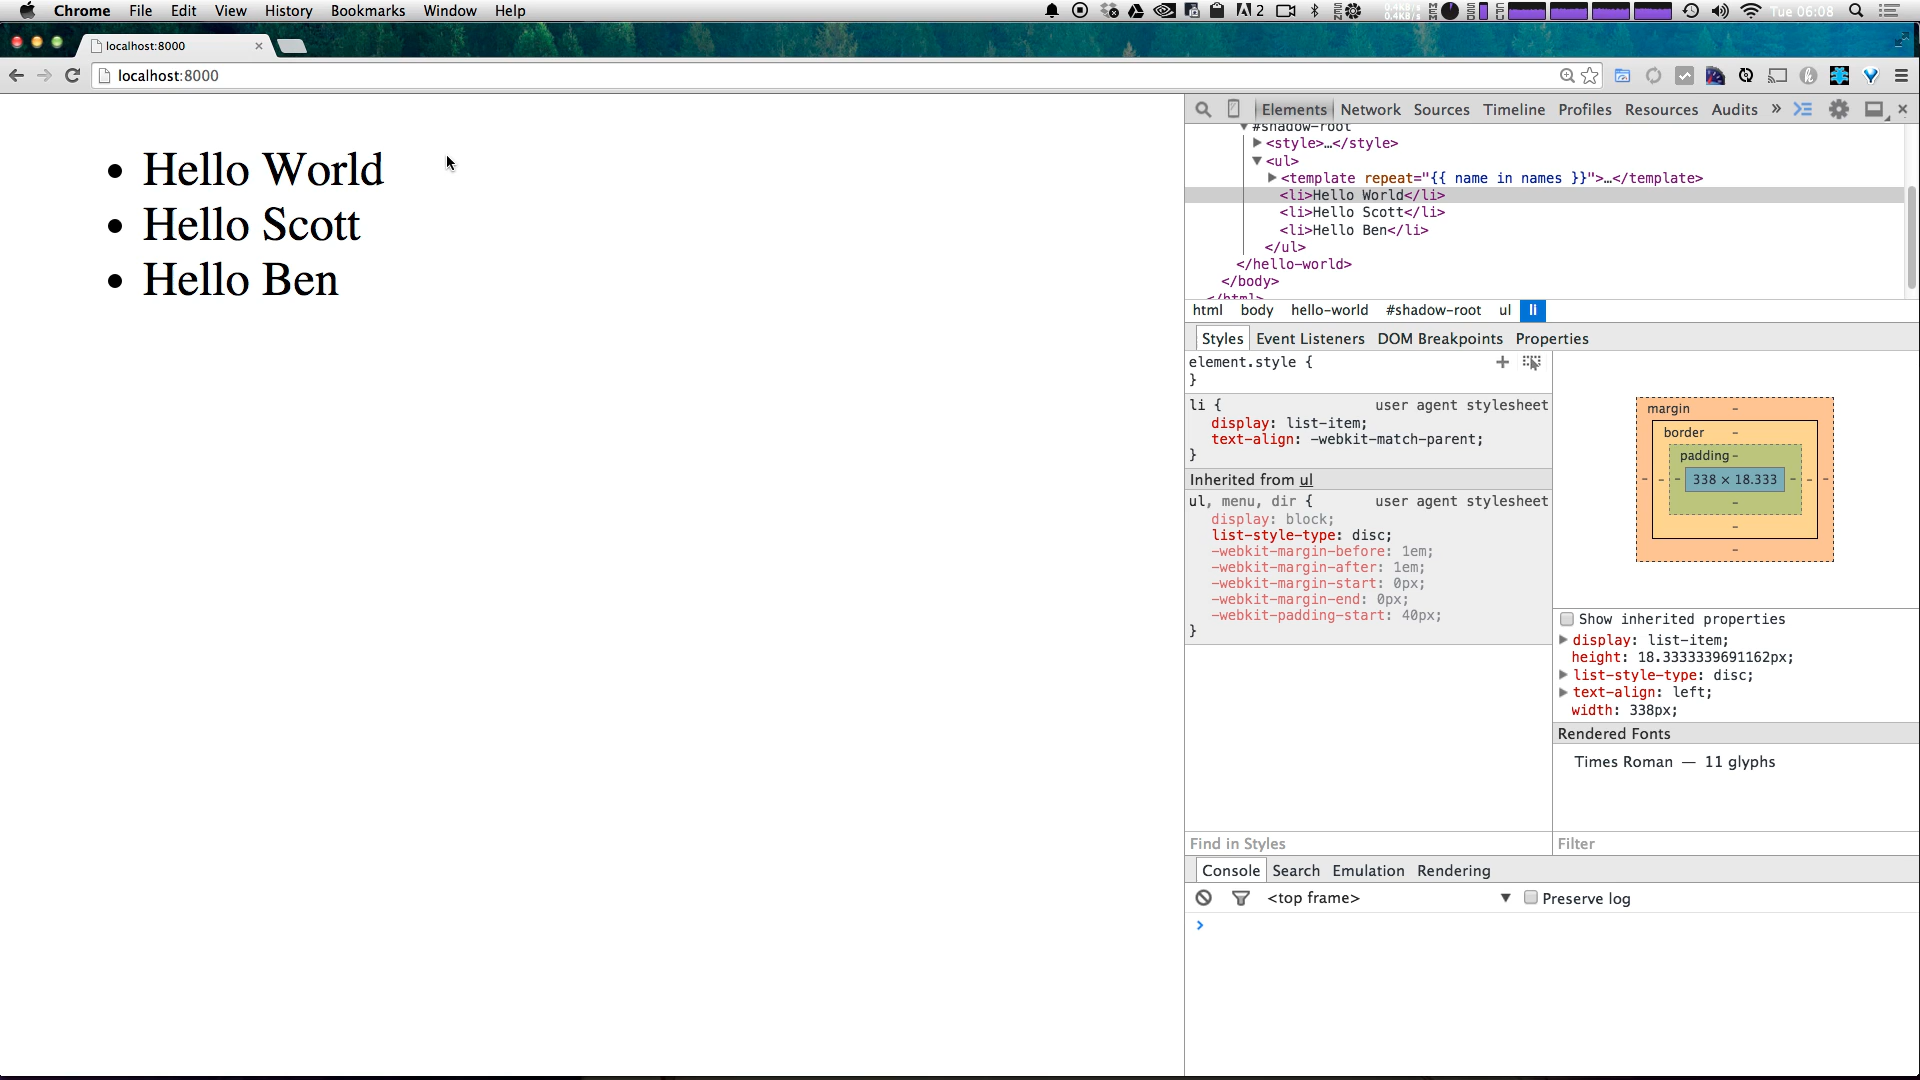 Chrome File Edit View History Bookmarks Window Help 2 Tue 06:08
localhost:8000
localhost:8000
Elements Network Sources Timeline Profiles Resources Audits »
▼#shadow-root
▶<style>…</style>
▼<ul>
▶<template repeat="{{ name in names }}">…</template>
<li>Hello World</li>
<li>Hello Scott</li>
<li>Hello Ben</li>
</ul>
</hello-world>
</body>
</html>
html body hello-world #shadow-root ul li
Styles Event Listeners DOM Breakpoints Properties
element.style {
}
li { user agent stylesheet
display: list-item;
text-align: -webkit-match-parent;
}
Inherited from ul
ul, menu, dir { user agent stylesheet
display: block;
list-style-type: disc;
-webkit-margin-before: 1em;
-webkit-margin-after: 1em;
-webkit-margin-start: 0px;
-webkit-margin-end: 0px;
-webkit-padding-start: 40px;
}
Find in Styles
margin -
border -
padding -
- - - 338 × 18.333 - - -
-
-
-
Show inherited properties
▶display: list-item;
height: 18.3333339691162px;
▶list-style-type: disc;
▶text-align: left;
width: 338px;
Rendered Fonts
Times Roman — 11 glyphs
Filter
Console Search Emulation Rendering
<top frame> ▼ Preserve log
>
• Hello World
• Hello Scott
• Hello Ben